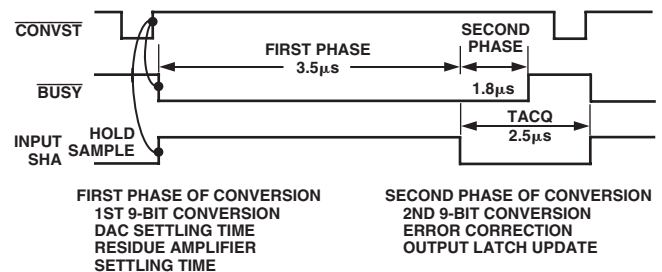 CONVST
FIRST PHASE
3.5µs
SECOND
PHASE
BUSY
1.8µs
TACQ
2.5µs
INPUT
SHA
HOLD
SAMPLE
FIRST PHASE OF CONVERSION
1ST 9-BIT CONVERSION
DAC SETTLING TIME
RESIDUE AMPLIFIER
SETTLING TIME
SECOND PHASE OF CONVERSION
2ND 9-BIT CONVERSION
ERROR CORRECTION
OUTPUT LATCH UPDATE